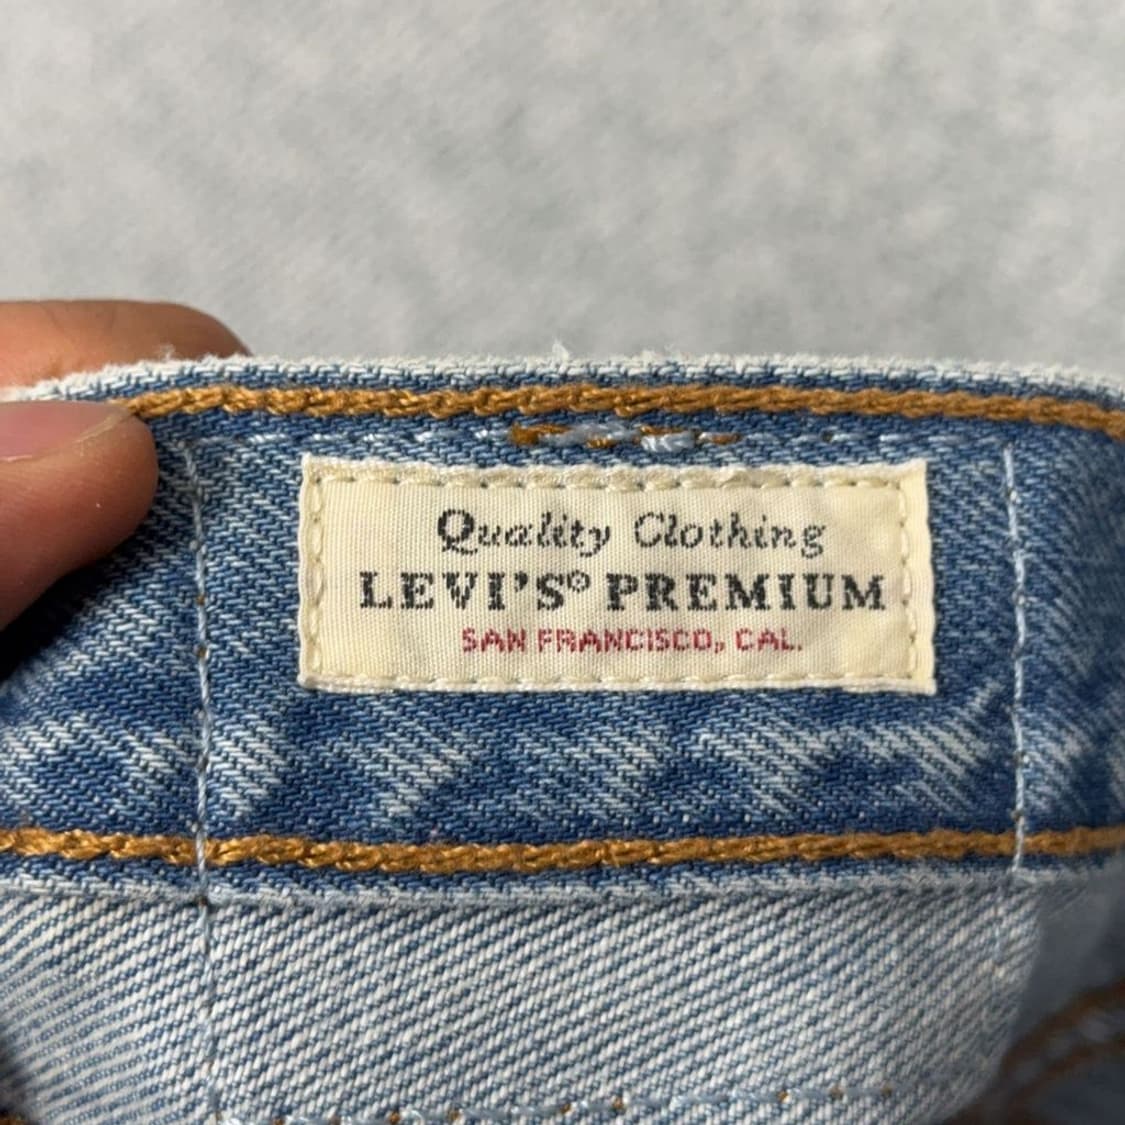 Quality Clothing
LEVI'S® PREMIUM
SAN FRANCISCO, CAL.